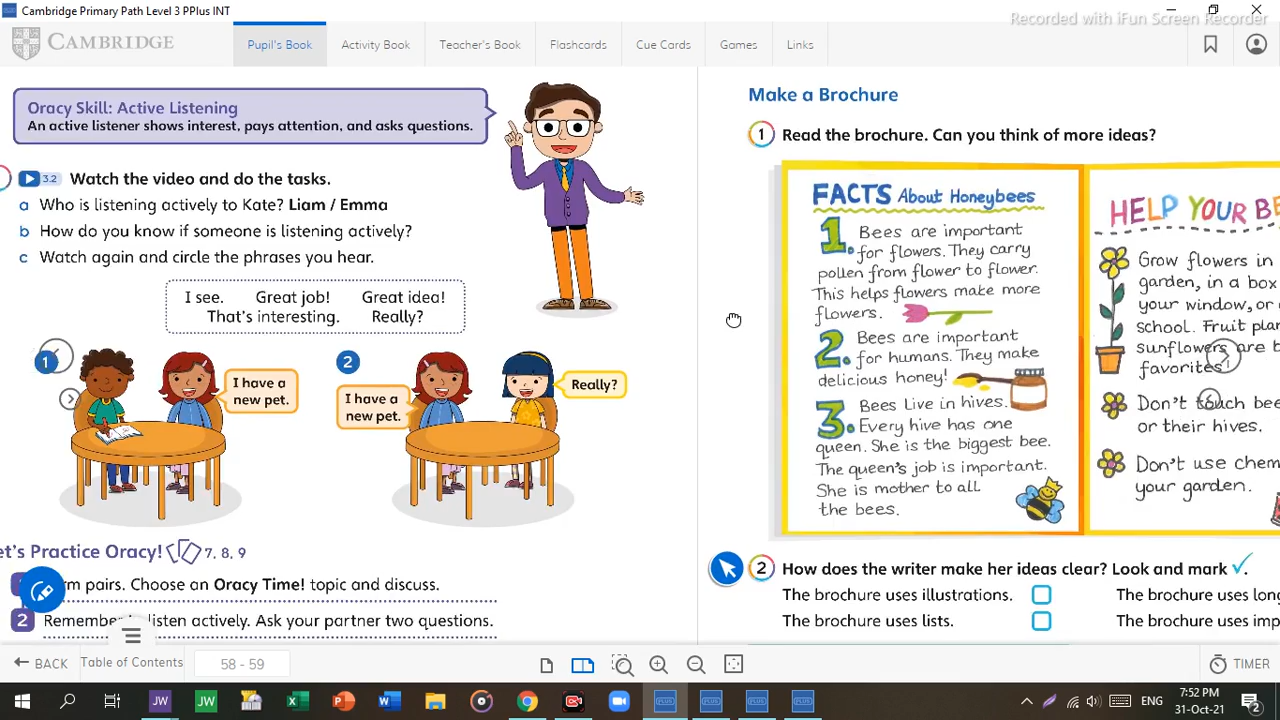 Cambridge Primary Path Level 3 PPlus INT
Recorded with iFun Screen Recorder
CAMBRIDGE
Pupil's Book
Activity Book
Teacher's Book
Flashcards
Cue Cards
Games
Links
Oracy Skill: Active Listening
An active listener shows interest, pays attention, and asks questions.
3.2 Watch the video and do the tasks.
a Who is listening actively to Kate? Liam / Emma
b How do you know if someone is listening actively?
c Watch again and circle the phrases you hear.
I see. Great job! Great idea!
That's interesting. Really?
1
I have a
new pet.
2
I have a
new pet.
Really?
et's Practice Oracy! 7, 8, 9
rm pairs. Choose an Oracy Time! topic and discuss.
2 Remember listen actively. Ask your partner two questions.
Make a Brochure
1 Read the brochure. Can you think of more ideas?
FACTS About Honeybees
1. Bees are important
for flowers. They carry
pollen from flower to flower.
This helps flowers make more
flowers.
2. Bees are important
for humans. They make
delicious honey!
3. Bees Live in hives.
Every hive has one
queen. She is the biggest bee.
The queen's job is important.
She is mother to all
the bees.
HELP YOUR BE
Grow flowers in
garden, in a box
your window, or
school. Fruit pla
sunflowers are b
favorites.
Don't touch bee
or their hives.
Don't use chem
your garden.
2 How does the writer make her ideas clear? Look and mark ✓.
The brochure uses illustrations.
The brochure uses lists.
The brochure uses long
The brochure uses imp
BACK
Table of Contents
58 - 59
TIMER
JW
JW
ENG
7:52 PM
31-Oct-21
2